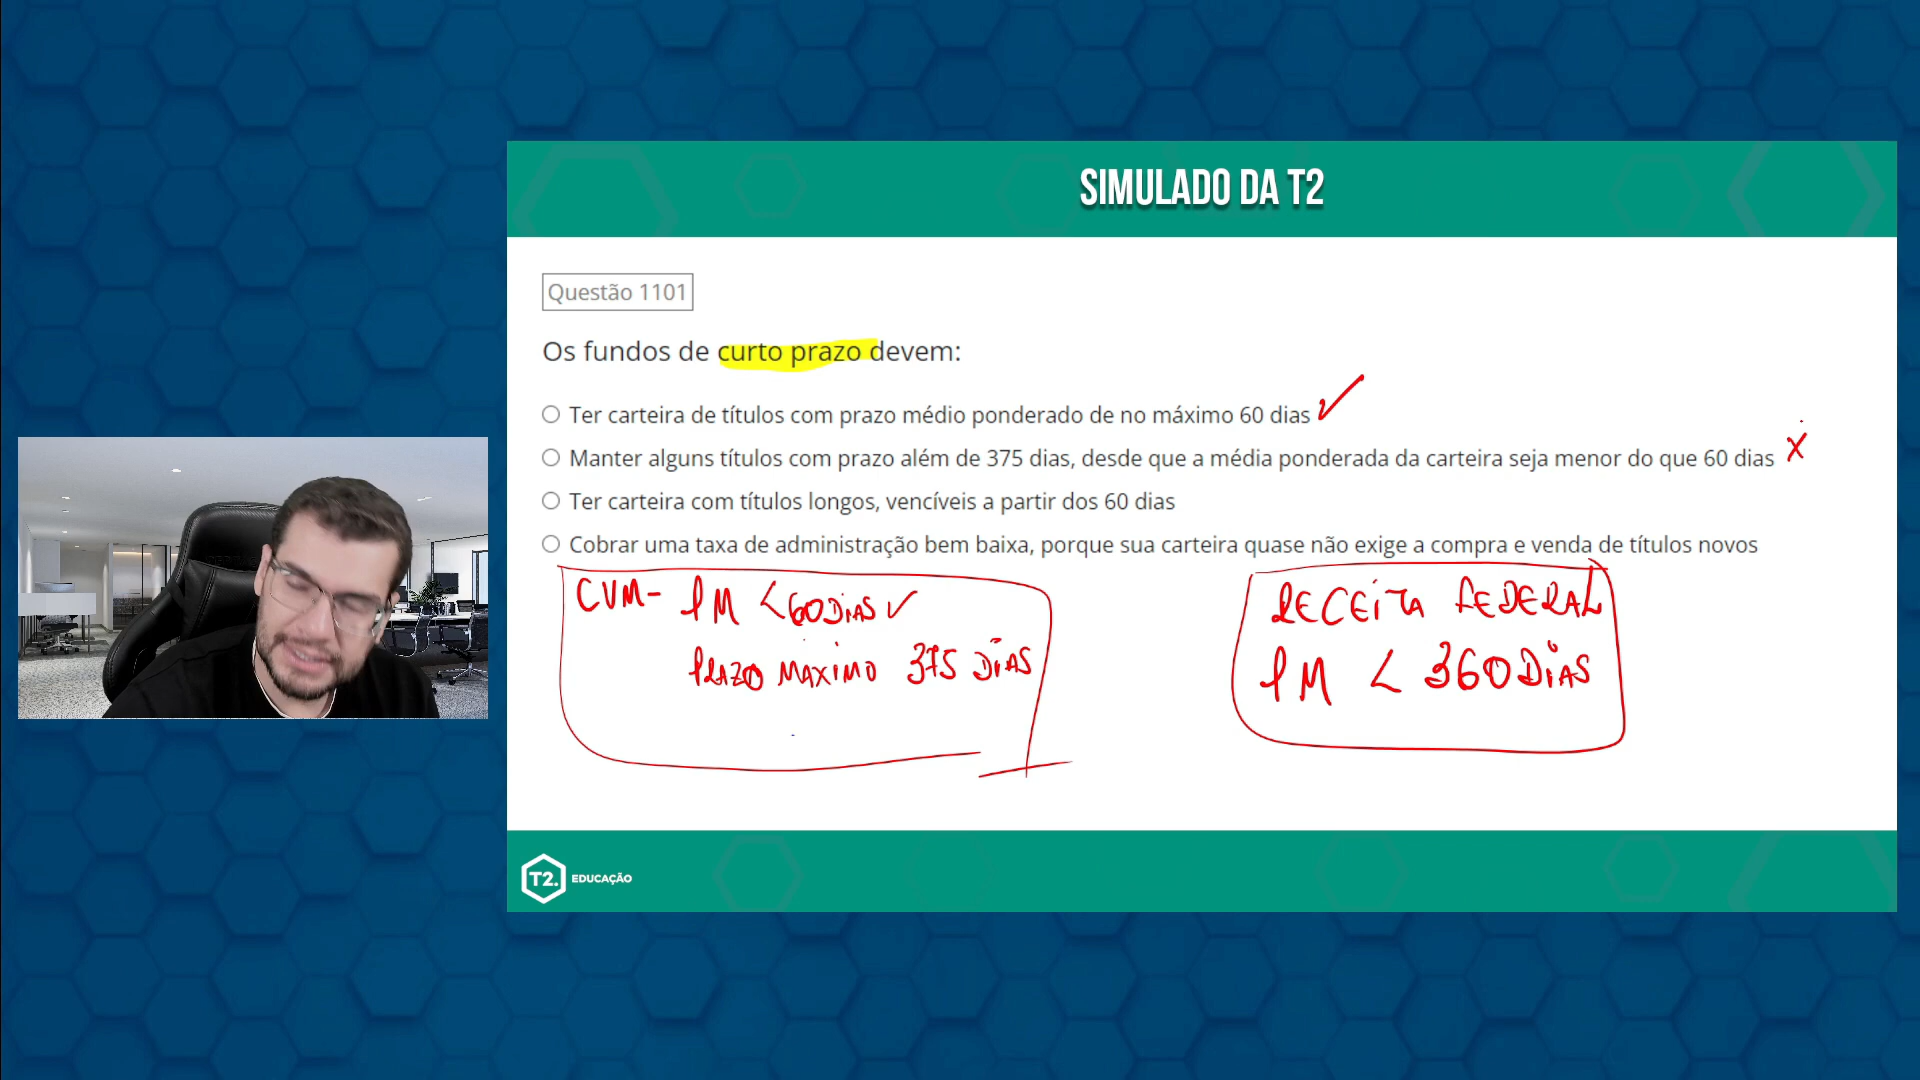 SIMULADO DA T2
Questão 1101
Os fundos de curto prazo devem:
Ter carteira de títulos com prazo médio ponderado de no máximo 60 dias
Manter alguns títulos com prazo além de 375 dias, desde que a média ponderada da carteira seja menor do que 60 dias
Ter carteira com títulos longos, vencíveis a partir dos 60 dias
Cobrar uma taxa de administração bem baixa, porque sua carteira quase não exige a compra e venda de títulos novos
CVM- PM < 60 DIAS ✓
PRAZO MAXIMO 375 DIAS
RECEITA FEDERAL
PM < 360 DIAS
T2. EDUCAÇÃO